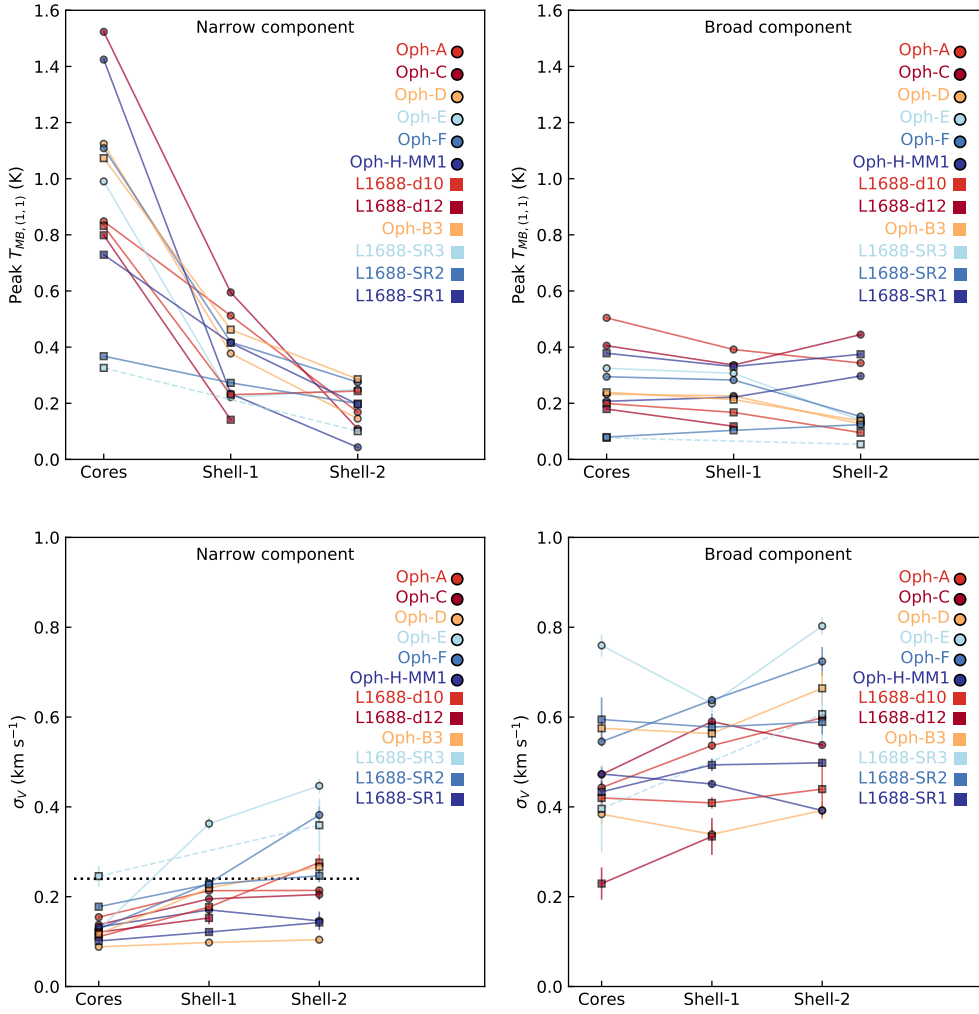 Narrow component
Peak T_{MB,(1,1)} (K)
1.6
1.4
1.2
1.0
0.8
0.6
0.4
0.2
0.0
Oph-A
Oph-C
Oph-D
Oph-E
Oph-F
Oph-H-MM1
L1688-d10
L1688-d12
Oph-B3
L1688-SR3
L1688-SR2
L1688-SR1
Cores Shell-1 Shell-2
Broad component
Peak T_{MB,(1,1)} (K)
1.6
1.4
1.2
1.0
0.8
0.6
0.4
0.2
0.0
Oph-A
Oph-C
Oph-D
Oph-E
Oph-F
Oph-H-MM1
L1688-d10
L1688-d12
Oph-B3
L1688-SR3
L1688-SR2
L1688-SR1
Cores Shell-1 Shell-2
Narrow component
σ_V (km s⁻¹)
1.0
0.8
0.6
0.4
0.2
0.0
Oph-A
Oph-C
Oph-D
Oph-E
Oph-F
Oph-H-MM1
L1688-d10
L1688-d12
Oph-B3
L1688-SR3
L1688-SR2
L1688-SR1
Cores Shell-1 Shell-2
Broad component
σ_V (km s⁻¹)
1.0
0.8
0.6
0.4
0.2
0.0
Oph-A
Oph-C
Oph-D
Oph-E
Oph-F
Oph-H-MM1
L1688-d10
L1688-d12
Oph-B3
L1688-SR3
L1688-SR2
L1688-SR1
Cores Shell-1 Shell-2